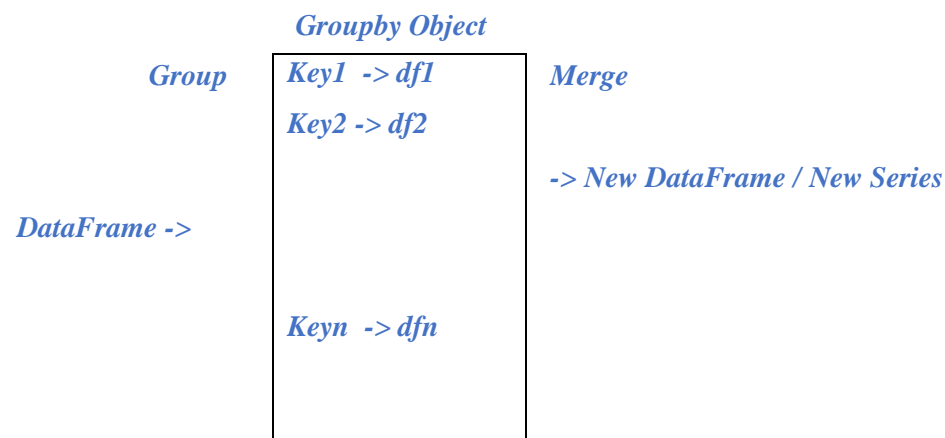 Groupby Object
Group
Key1 -> df1
Merge
Key2 -> df2
-> New DataFrame / New Series
DataFrame ->
Keyn -> dfn